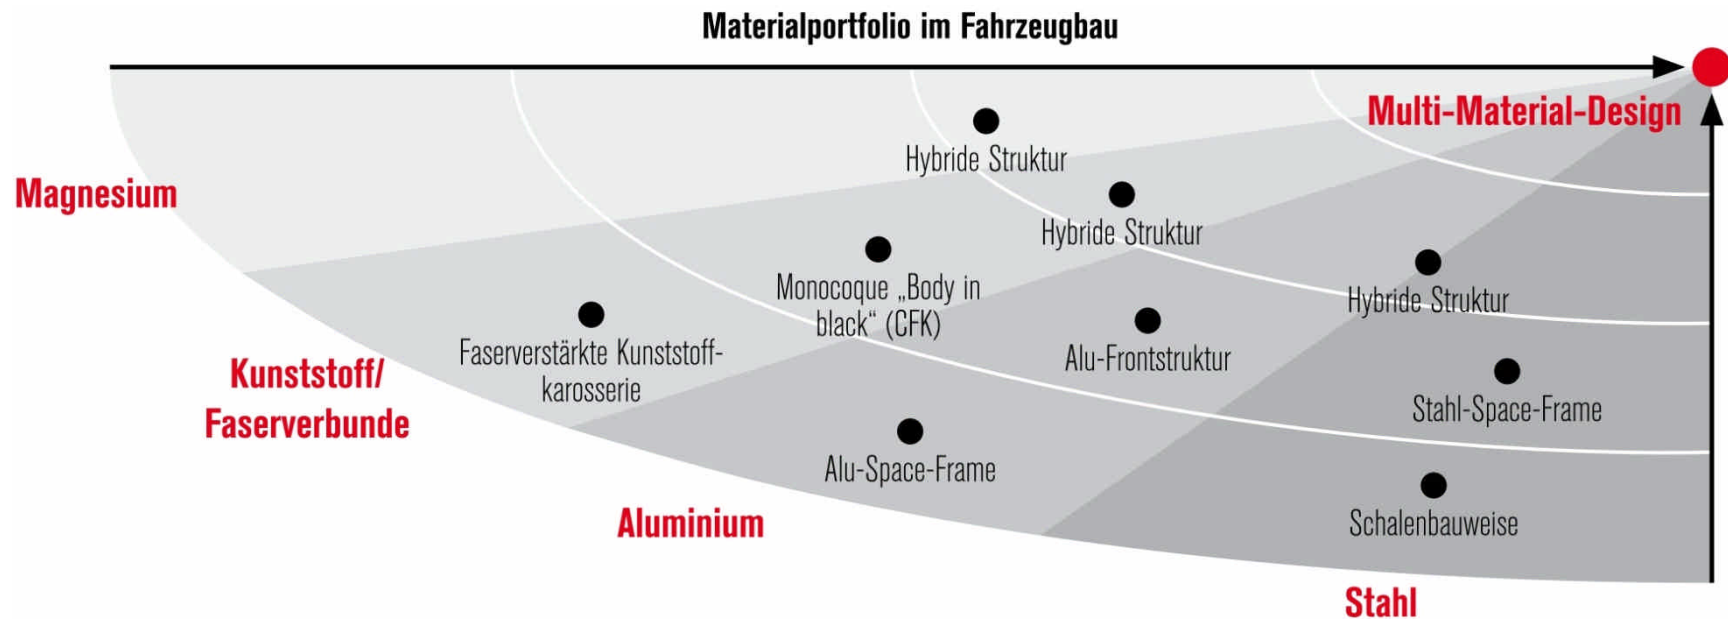 Materialportfolio im Fahrzeugbau
Multi-Material-Design
Hybride Struktur
Magnesium
Hybride Struktur
Monocoque „Body in
black“ (CFK)
Hybride Struktur
Faserverstärkte Kunststoff-
karosserie
Alu-Frontstruktur
Kunststoff/
Faserverbunde
Stahl-Space-Frame
Alu-Space-Frame
Aluminium
Schalenbauweise
Stahl